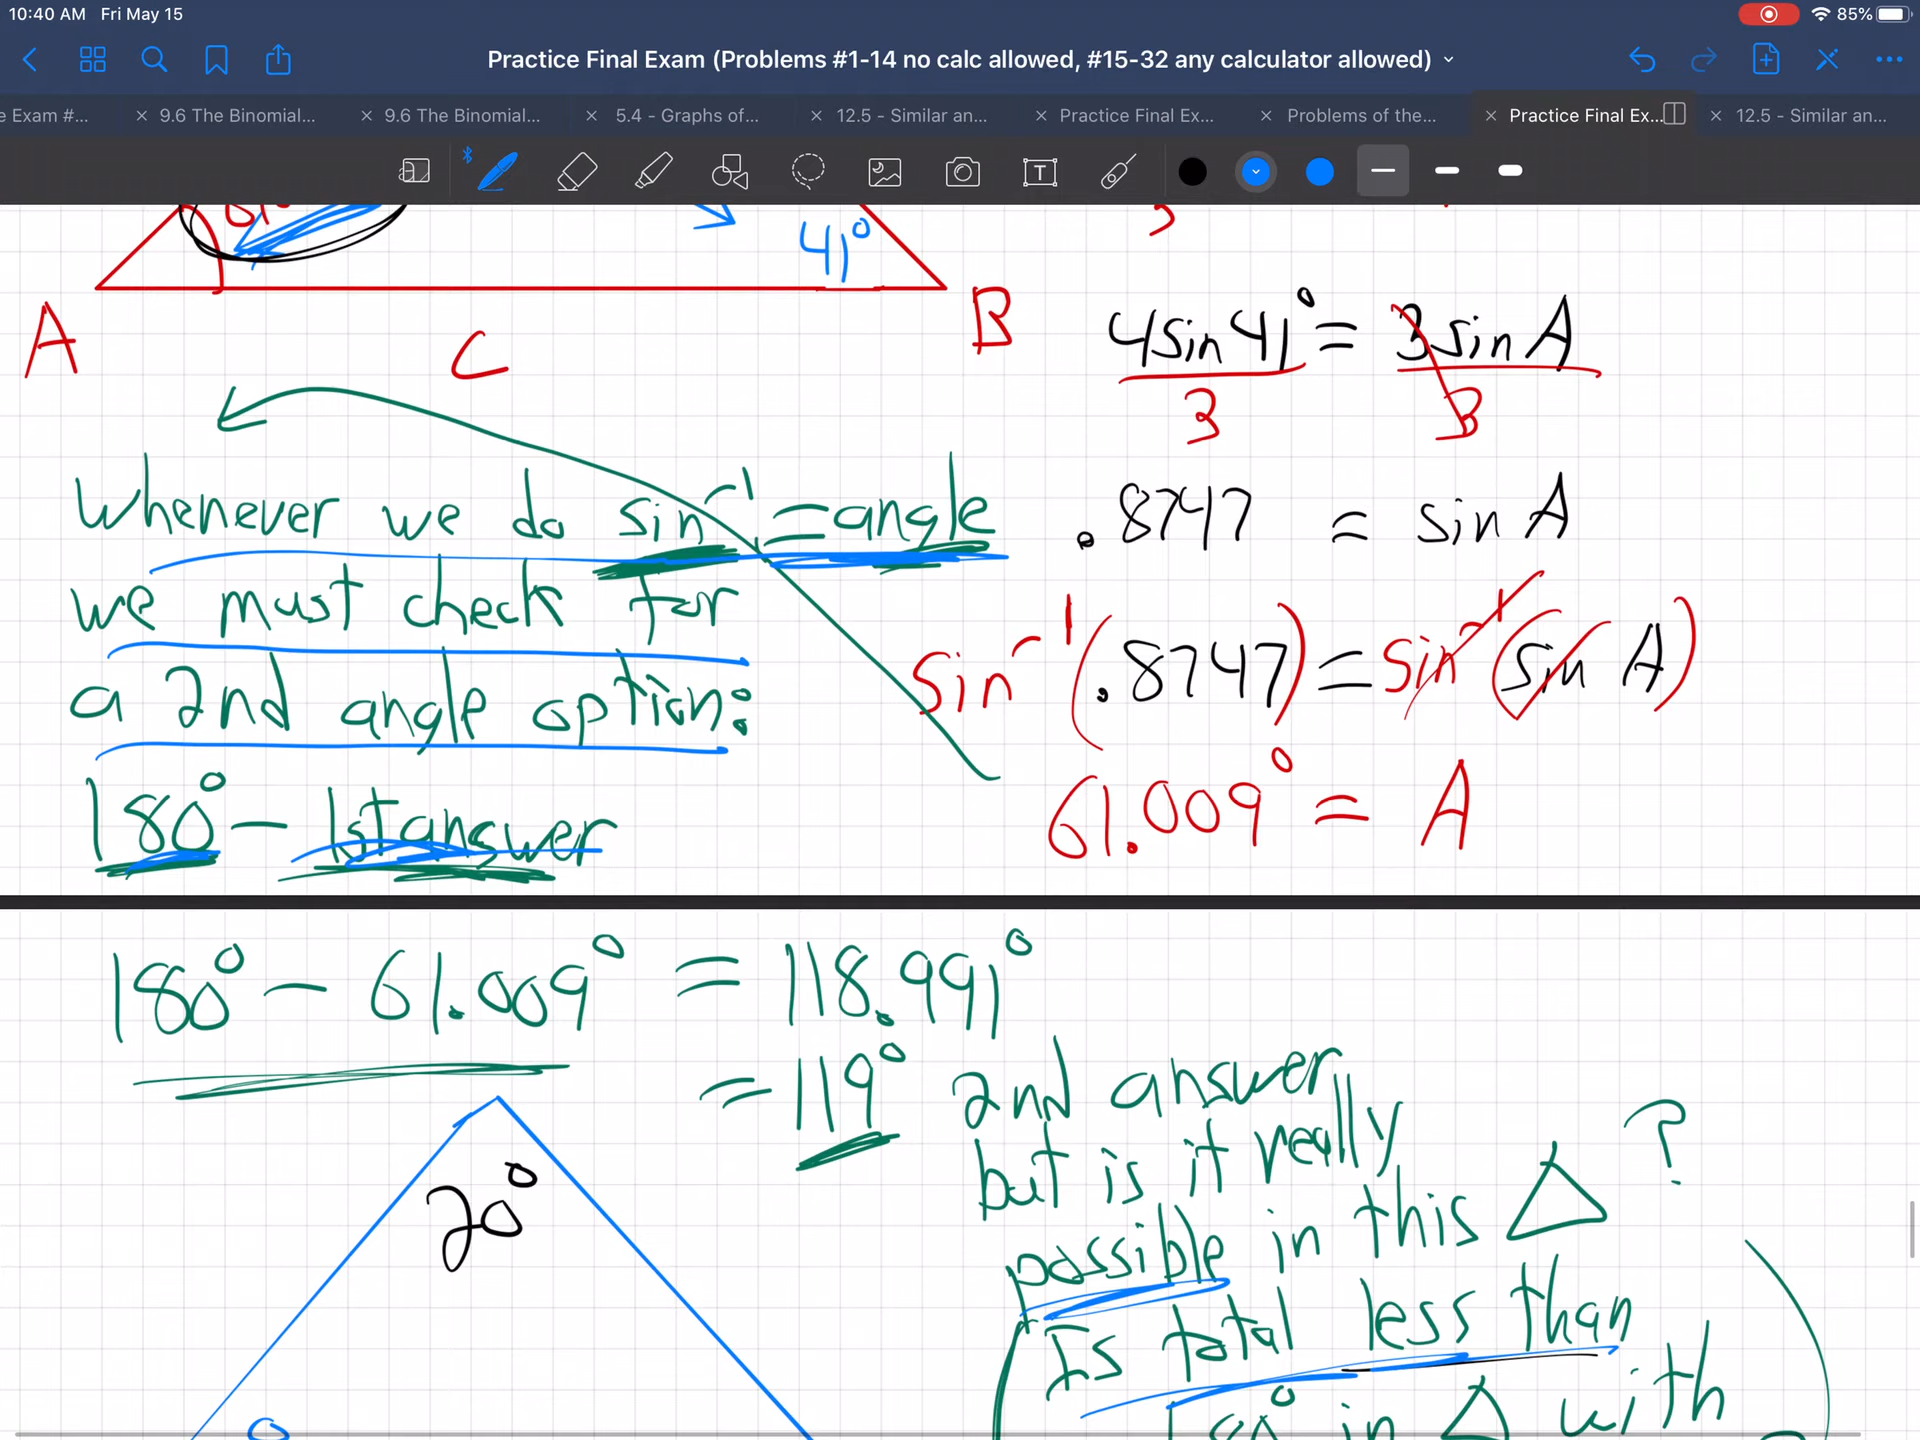 10:40 AM Fri May 15
85%
Practice Final Exam (Problems #1-14 no calc allowed, #15-32 any calculator allowed)
e Exam #...
9.6 The Binomial...
9.6 The Binomial...
5.4 - Graphs of...
12.5 - Similar an...
Practice Final Ex...
Problems of the...
Practice Final Ex...
12.5 - Similar an...
T
41°
A
C
B
4sin41° = 3sinA
3 3
.8747 = sin A
sin⁻¹(.8747) = sin⁻¹(sin A)
61.009° = A
Whenever we do sin⁻¹ = angle
we must check for
a 2nd angle option:
180° - 1st answer
180° - 61.009° = 118.991°
= 119° 2nd answer
but is it really
possible in this △ ?
Is total less than
180° in △ with
20°